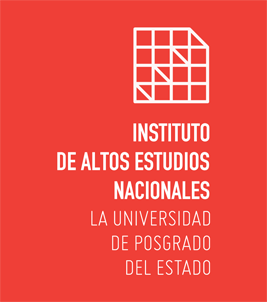 INSTITUTO
DE ALTOS ESTUDIOS
NACIONALES
LA UNIVERSIDAD
DE POSGRADO
DEL ESTADO